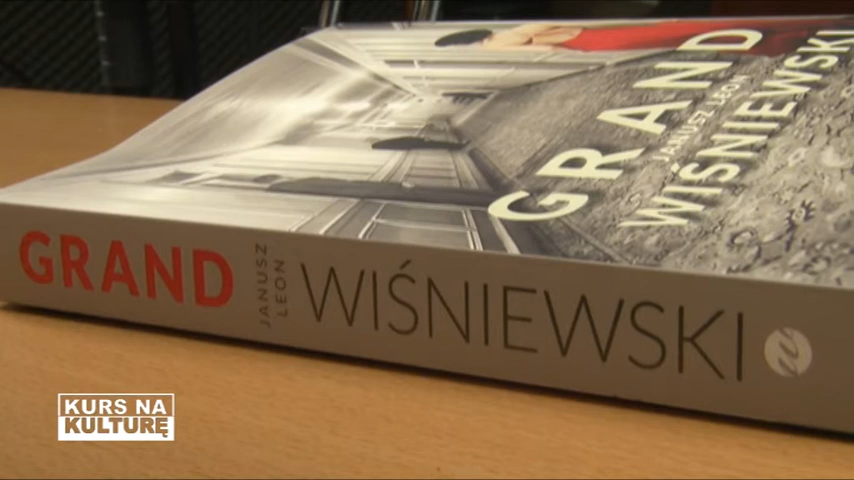 GRAND
JANUSZ LEON
WIŚNIEWSKI
GRAND
JANUSZ
LEON
WIŚNIEWSKI
w
KURS NA
KULTURĘ